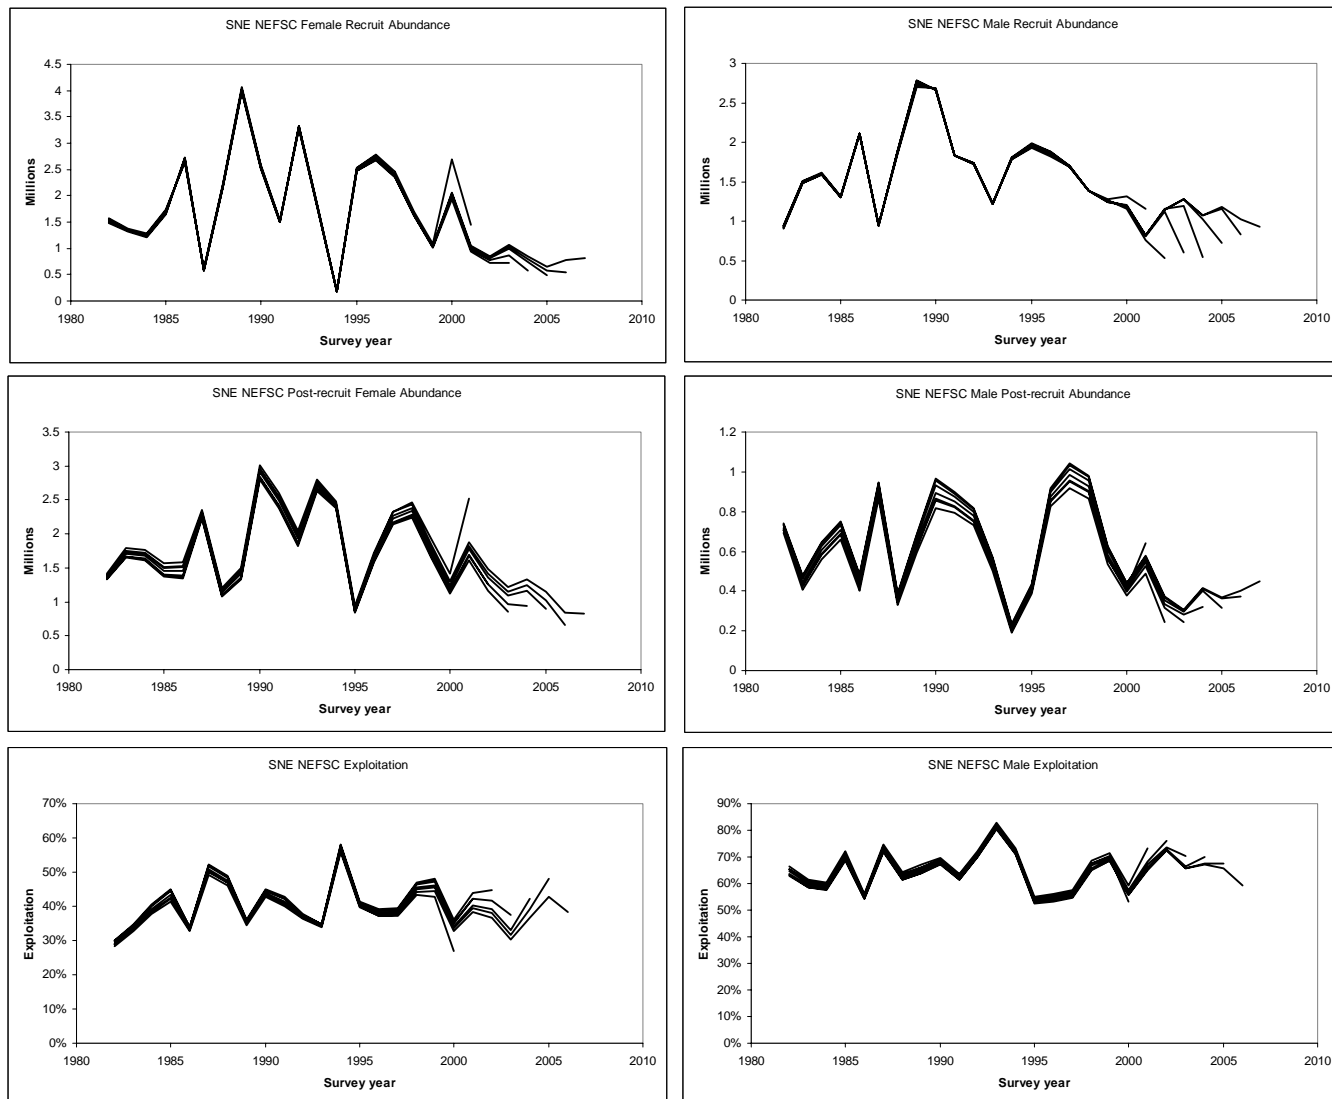 SNE NEFSC Female Recruit Abundance
4.5
4
3.5
3
2.5
2
1.5
1
0.5
0
Millions
1980 1985 1990 1995 2000 2005 2010
Survey year
SNE NEFSC Male Recruit Abundance
3
2.5
2
1.5
1
0.5
0
Millions
1980 1985 1990 1995 2000 2005 2010
Survey year
SNE NEFSC Post-recruit Female Abundance
3.5
3
2.5
2
1.5
1
0.5
0
Millions
1980 1985 1990 1995 2000 2005 2010
Survey year
SNE NEFSC Male Post-recruit Abundance
1.2
1
0.8
0.6
0.4
0.2
0
Millions
1980 1985 1990 1995 2000 2005 2010
Survey year
SNE NEFSC Exploitation
70%
60%
50%
40%
30%
20%
10%
0%
Exploitation
1980 1985 1990 1995 2000 2005 2010
Survey year
SNE NEFSC Male Exploitation
90%
80%
70%
60%
50%
40%
30%
20%
10%
0%
Exploitation
1980 1985 1990 1995 2000 2005 2010
Survey year